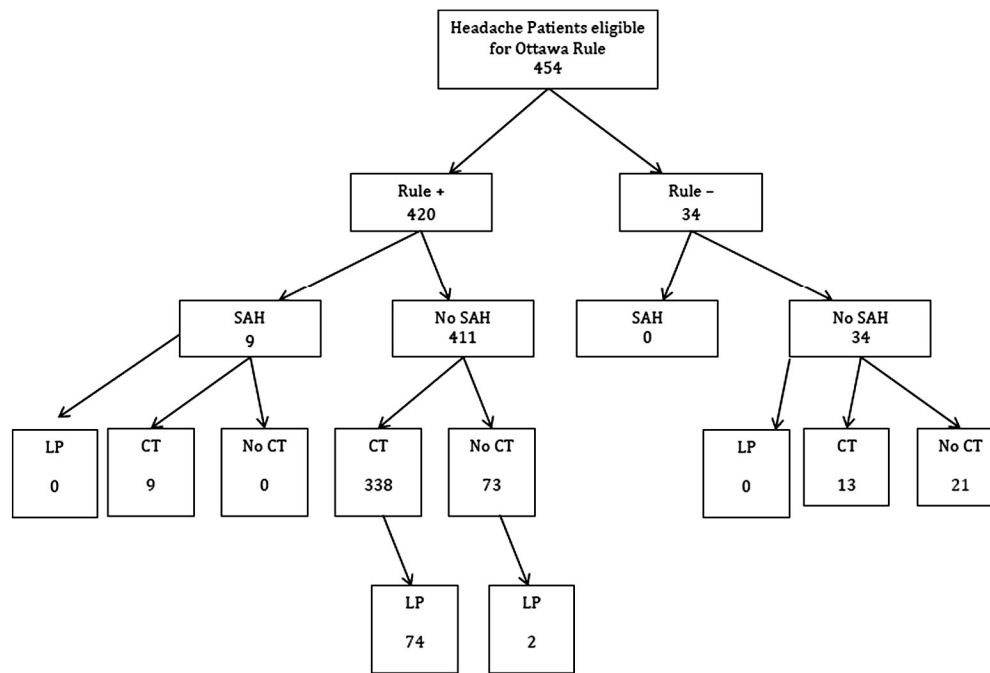 Headache Patients eligible
for Ottawa Rule
454
Rule +
420
Rule –
34
SAH
9
No SAH
411
SAH
0
No SAH
34
LP
0
CT
9
No CT
0
CT
338
No CT
73
LP
0
CT
13
No CT
21
LP
74
LP
2